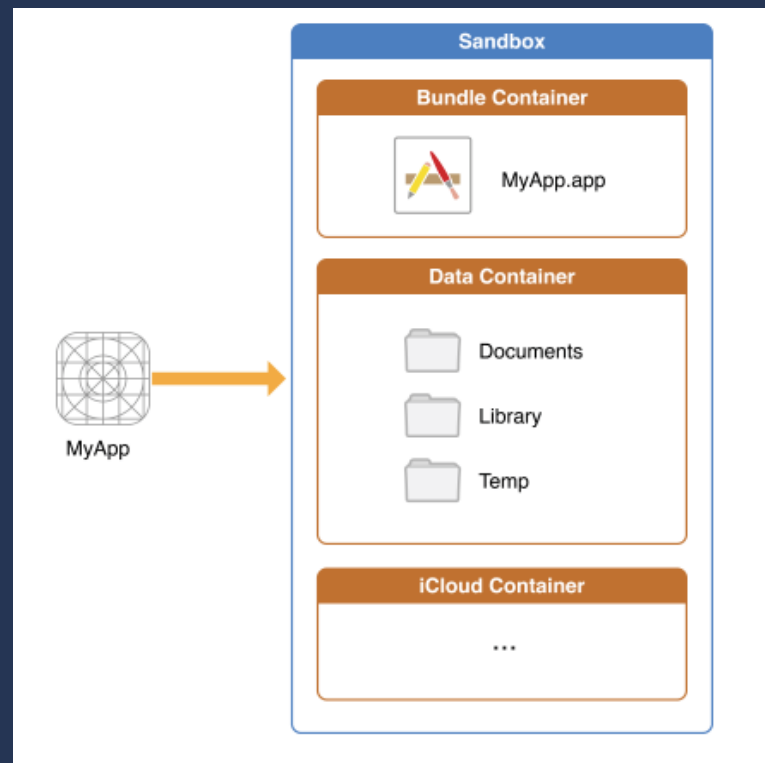 Sandbox
Bundle Container
MyApp.app
Data Container
Documents
Library
Temp
MyApp
iCloud Container
...